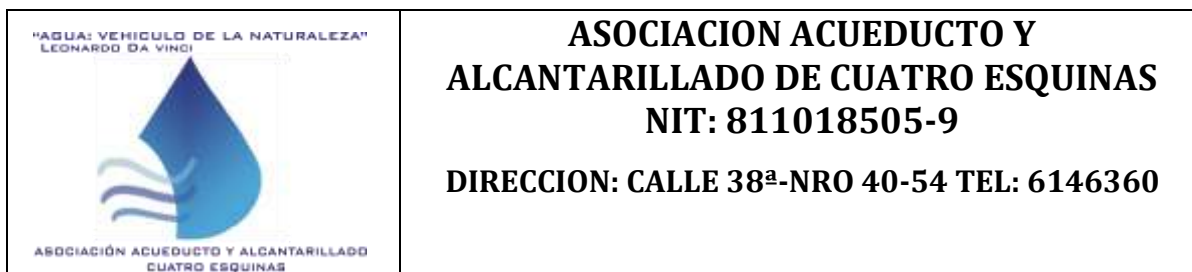 "AGUA: VEHICULO DE LA NATURALEZA"
LEONARDO DA VINCI
ASOCIACIÓN ACUEDUCTO Y ALCANTARILLADO
CUATRO ESQUINAS
ASOCIACION ACUEDUCTO Y
ALCANTARILLADO DE CUATRO ESQUINAS
NIT: 811018505-9
DIRECCION: CALLE 38ª-NRO 40-54 TEL: 6146360